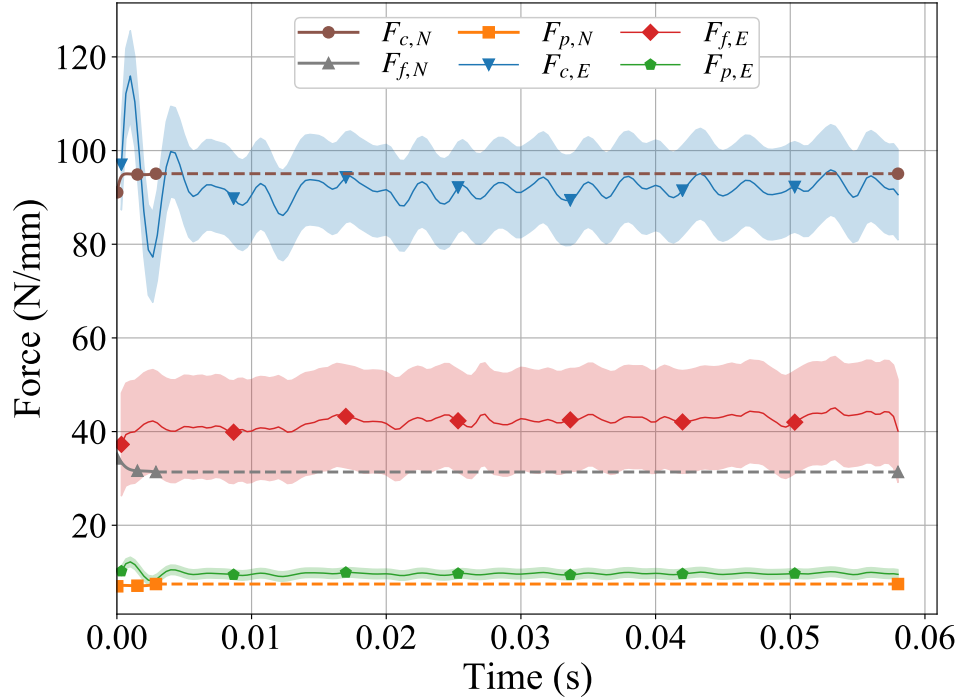 F_{c,N} F_{p,N} F_{f,E}
F_{f,N} F_{c,E} F_{p,E}
120
100
80
60
40
20
Force (N/mm)
0.00 0.01 0.02 0.03 0.04 0.05 0.06
Time (s)